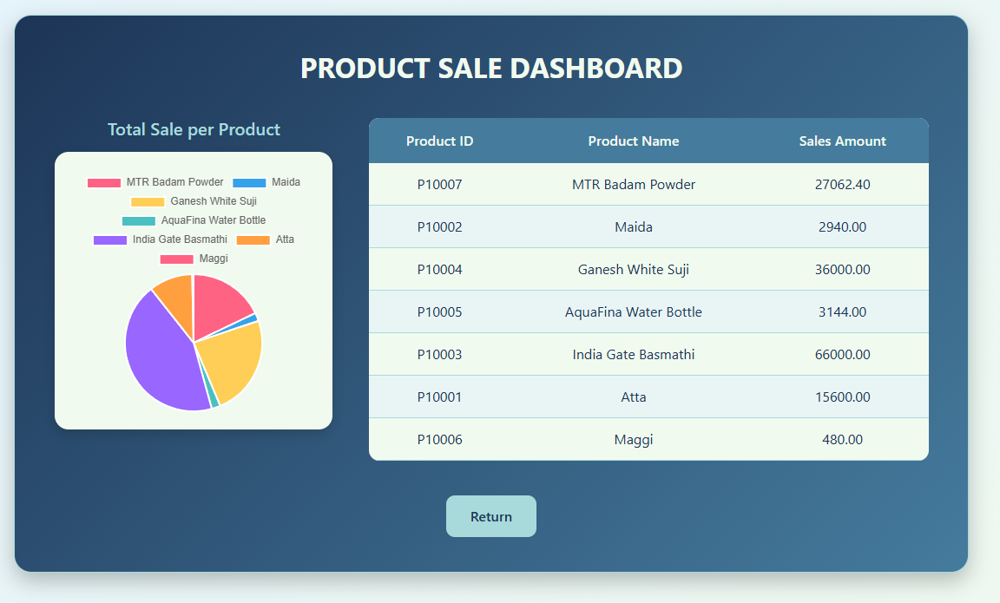 PRODUCT SALE DASHBOARD
Total Sale per Product
MTR Badam Powder Maida
Ganesh White Suji
AquaFina Water Bottle
India Gate Basmathi Atta
Maggi
Product ID Product Name Sales Amount
P10007 MTR Badam Powder 27062.40
P10002 Maida 2940.00
P10004 Ganesh White Suji 36000.00
P10005 AquaFina Water Bottle 3144.00
P10003 India Gate Basmathi 66000.00
P10001 Atta 15600.00
P10006 Maggi 480.00
Return